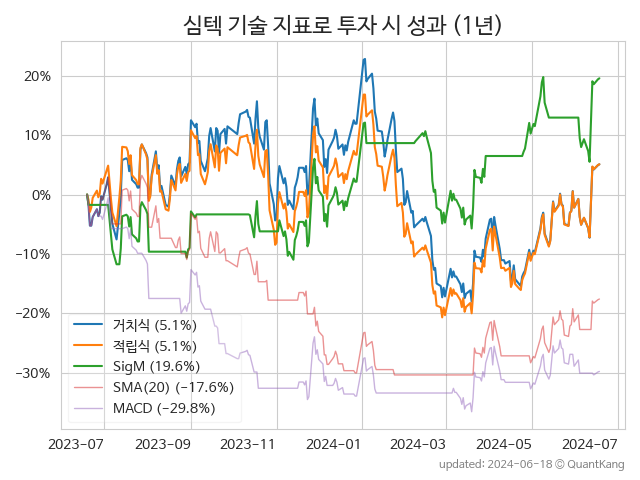 심텍 기술 지표로 투자 시 성과 (1년)
20%
10%
0%
−10%
−20%
−30%
거치식 (5.1%)
적립식 (5.1%)
SigM (19.6%)
SMA(20) (−17.6%)
MACD (−29.8%)
2023-07 2023-09 2023-11 2024-01 2024-03 2024-05 2024-07
updated: 2024-06-18 © QuantKang